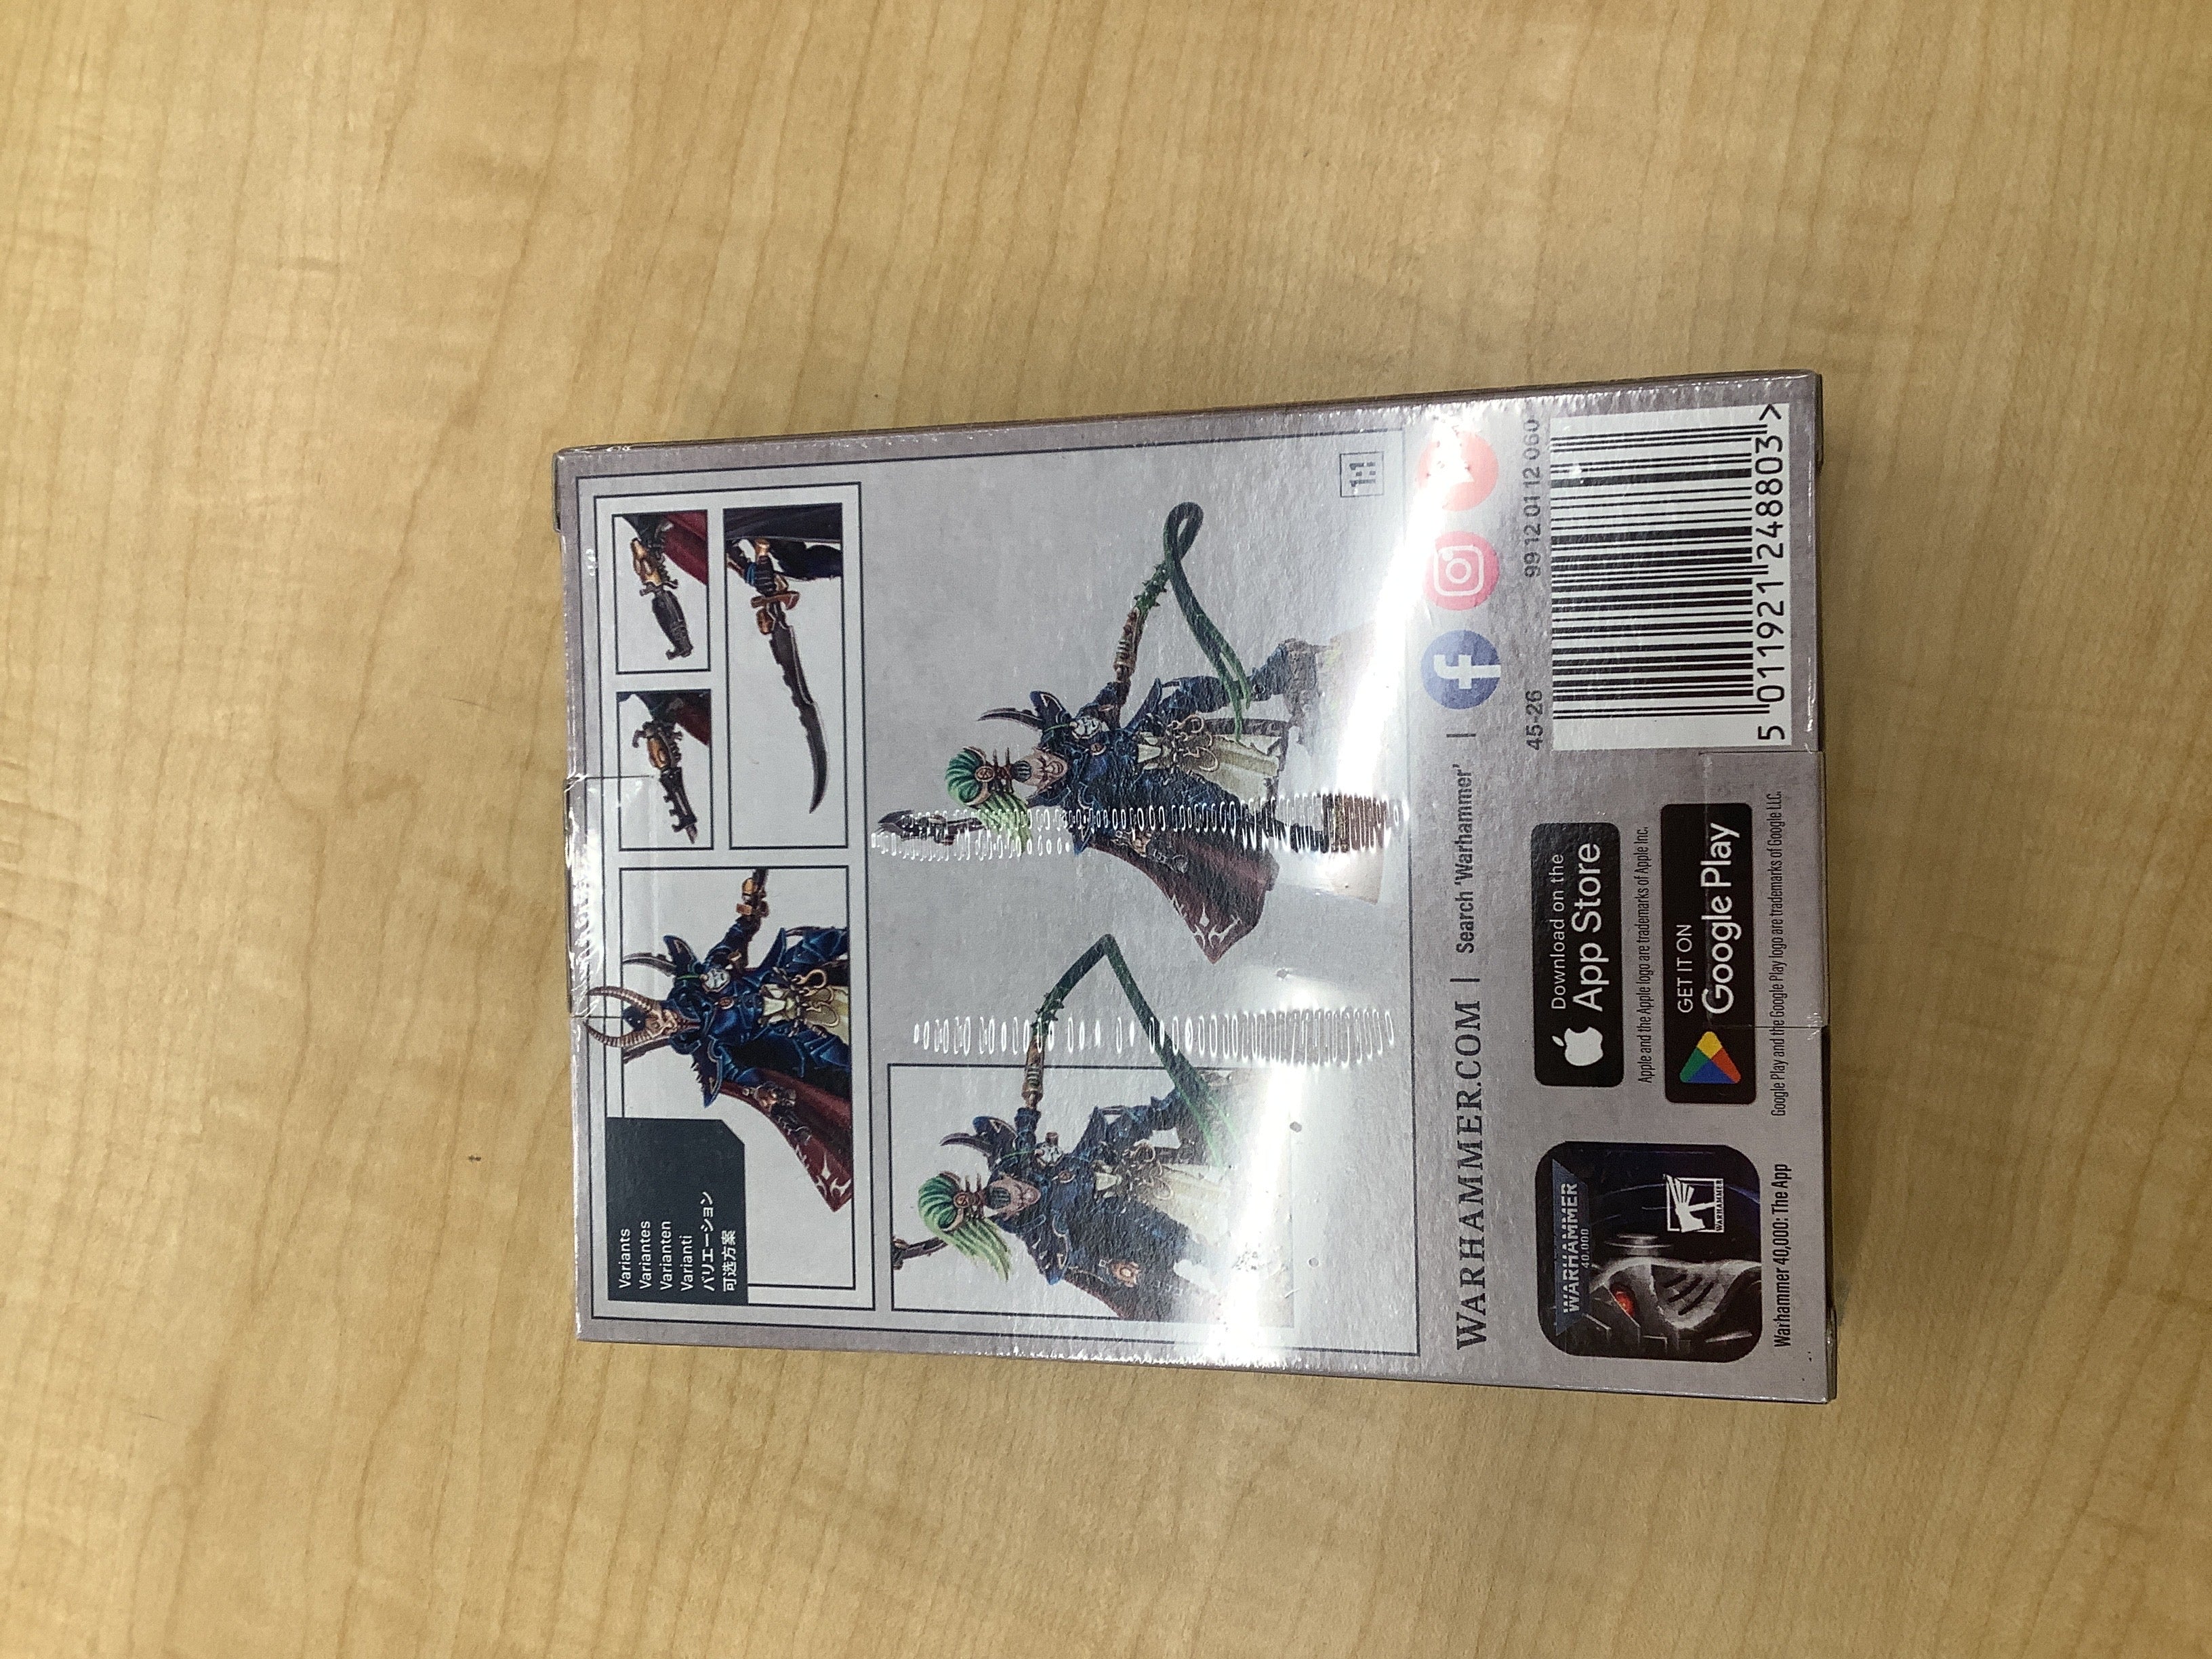 Variants
Variantes
Varianten
Varianti
バリエーション
可选方案
1:1
WARHAMMER.COM | Search 'Warhammer' |
WARHAMMER
40,000
WARHAMMER
Warhammer 40,000: The App
Download on the
App Store
Apple and the Apple logo are trademarks of Apple Inc.
GET IT ON
Google Play
Google Play and the Google Play logo are trademarks of Google LLC.
45-26 99 12 01 12 060
5 011921 248803 >